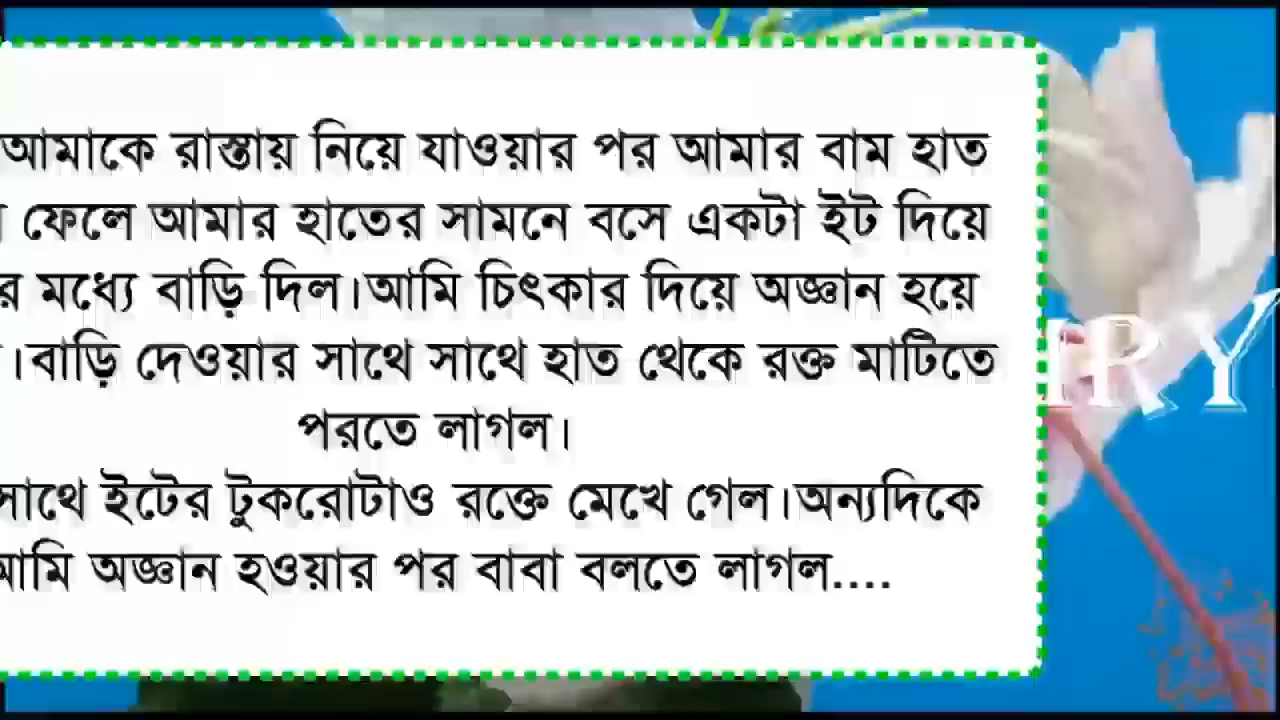 আমাকে রাস্তায় নিয়ে যাওয়ার পর আমার বাম হাত
ফেলে আমার হাতের সামনে বসে একটা ইট দিয়ে
র মধ্যে বাড়ি দিল।আমি চিৎকার দিয়ে অজ্ঞান হয়ে
।বাড়ি দেওয়ার সাথে সাথে হাত থেকে রক্ত মাটিতে
পরতে লাগল।
সাথে ইটের টুকরোটাও রক্তে মেখে গেল।অন্যদিকে
আমি অজ্ঞান হওয়ার পর বাবা বলতে লাগল....
RY